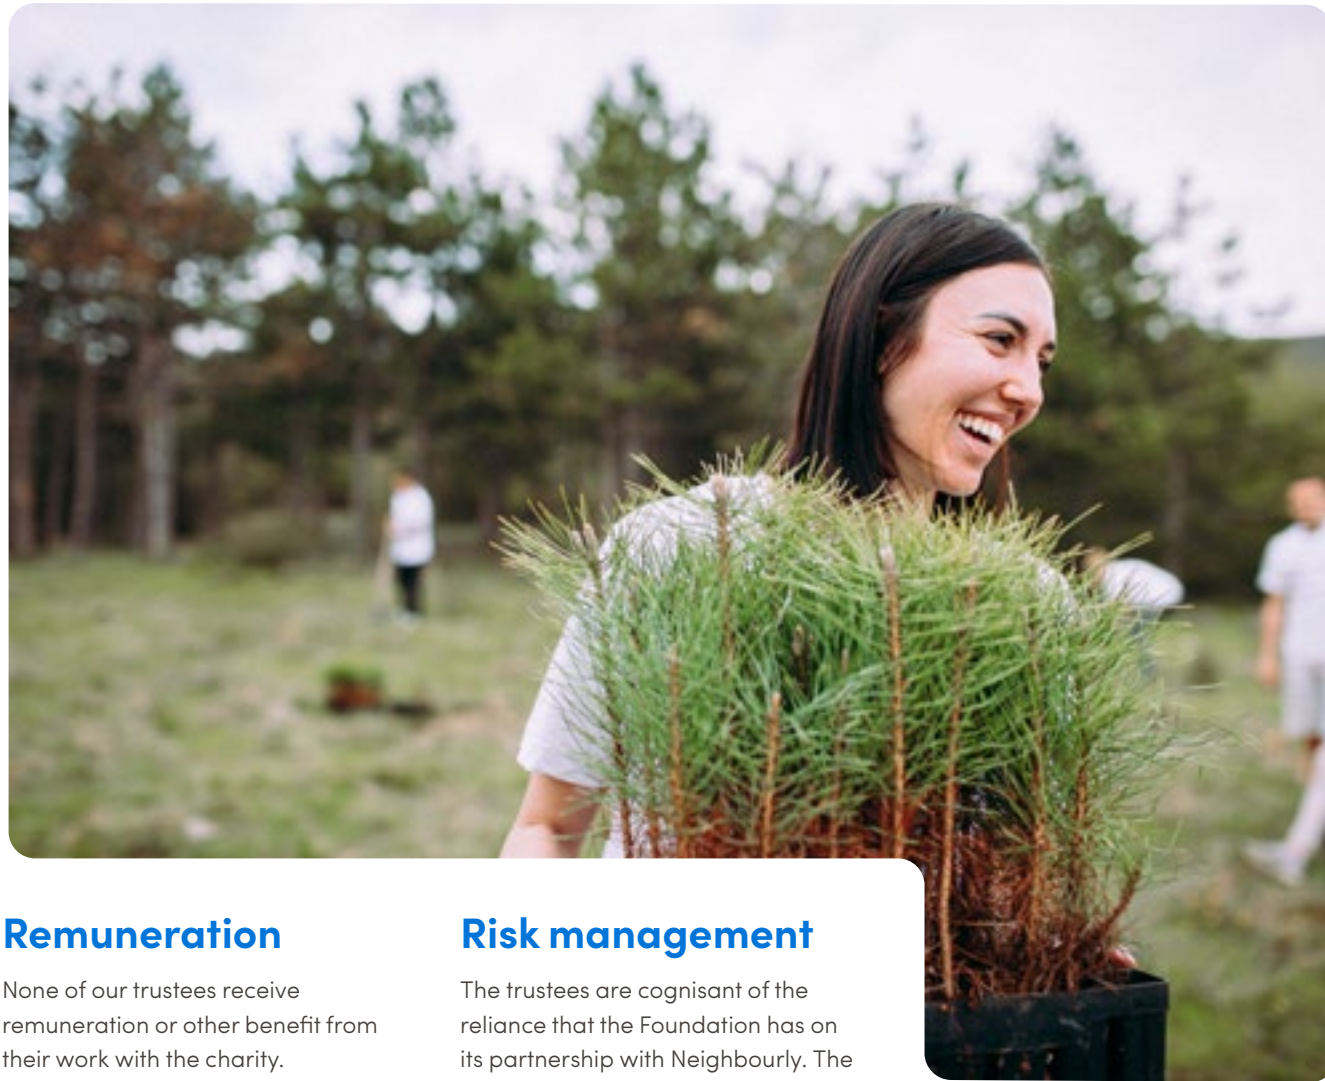 Remuneration
None of our trustees receive
remuneration or other benefit from
their work with the charity.
Risk management
The trustees are cognisant of the
reliance that the Foundation has on
its partnership with Neighbourly. The